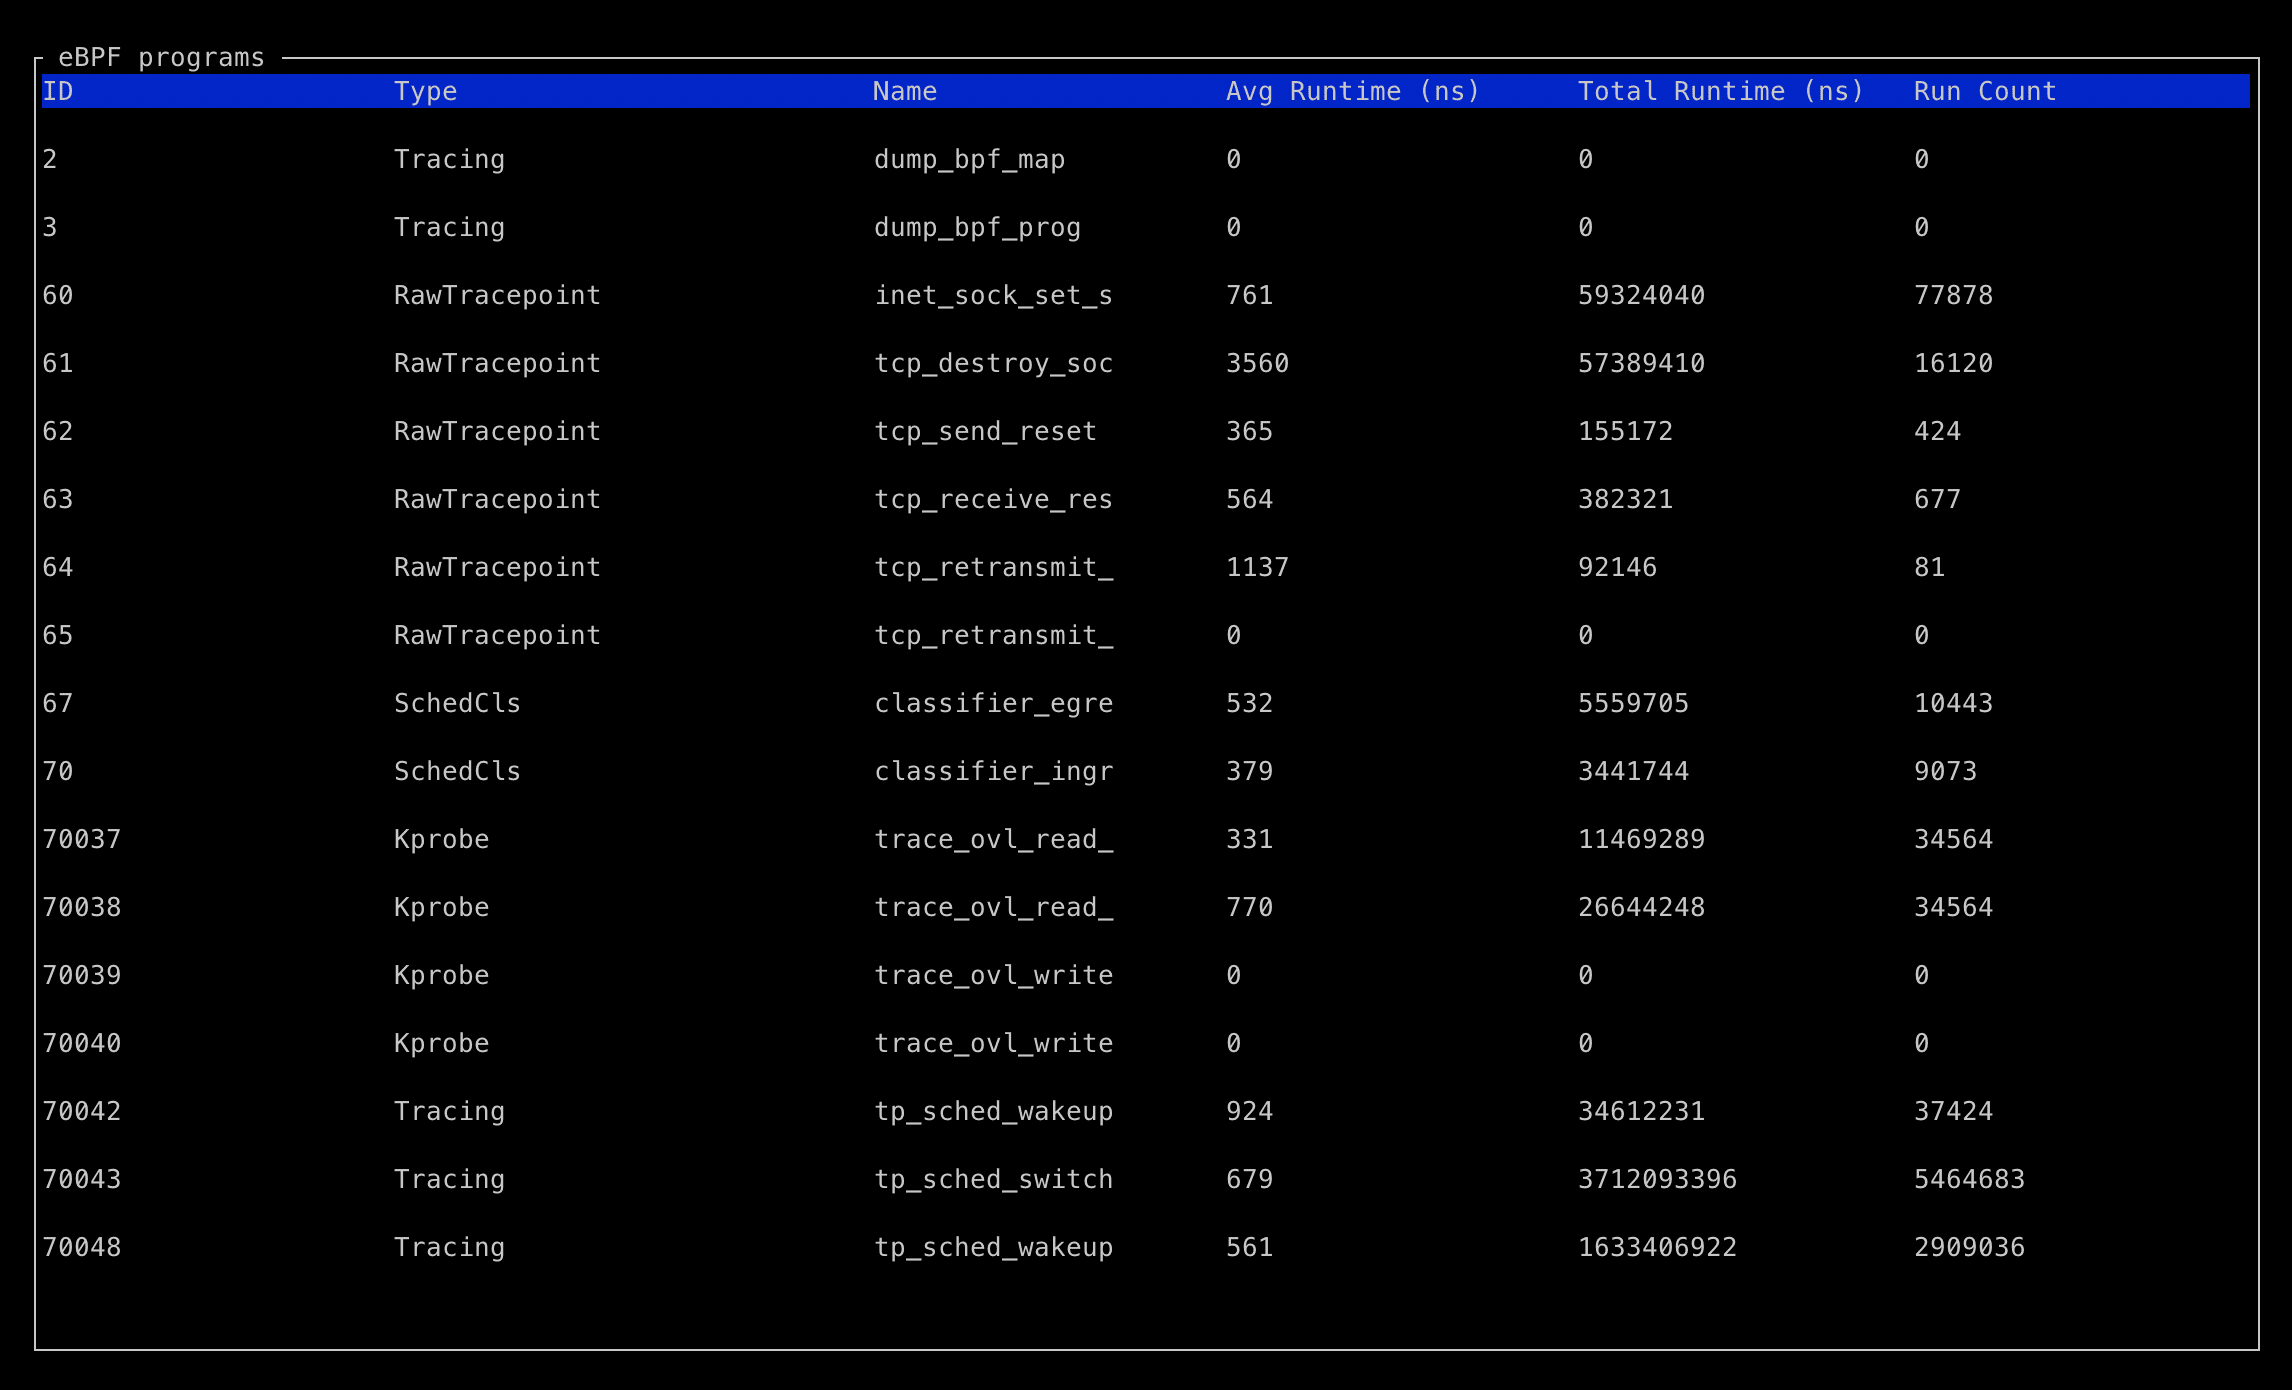 eBPF programs
ID Type Name Avg Runtime (ns) Total Runtime (ns) Run Count
2 Tracing dump_bpf_map 0 0 0
3 Tracing dump_bpf_prog 0 0 0
60 RawTracepoint inet_sock_set_s 761 59324040 77878
61 RawTracepoint tcp_destroy_soc 3560 57389410 16120
62 RawTracepoint tcp_send_reset 365 155172 424
63 RawTracepoint tcp_receive_res 564 382321 677
64 RawTracepoint tcp_retransmit_ 1137 92146 81
65 RawTracepoint tcp_retransmit_ 0 0 0
67 SchedCls classifier_egre 532 5559705 10443
70 SchedCls classifier_ingr 379 3441744 9073
70037 Kprobe trace_ovl_read_ 331 11469289 34564
70038 Kprobe trace_ovl_read_ 770 26644248 34564
70039 Kprobe trace_ovl_write 0 0 0
70040 Kprobe trace_ovl_write 0 0 0
70042 Tracing tp_sched_wakeup 924 34612231 37424
70043 Tracing tp_sched_switch 679 3712093396 5464683
70048 Tracing tp_sched_wakeup 561 1633406922 2909036